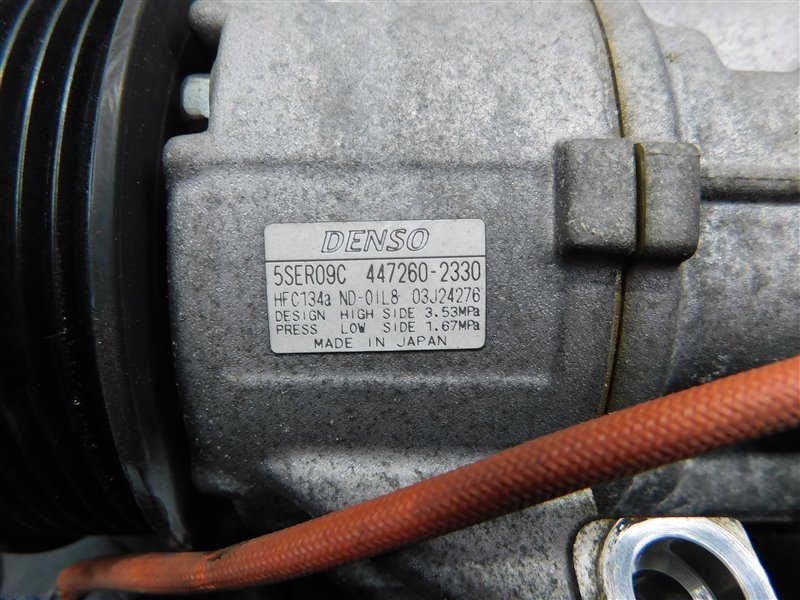 DENSO
5SER09C 447260-2330
HFC134a ND-OIL8 03J24276
DESIGN HIGH SIDE 3.53MPa
PRESS LOW SIDE 1.67MPa
MADE IN JAPAN